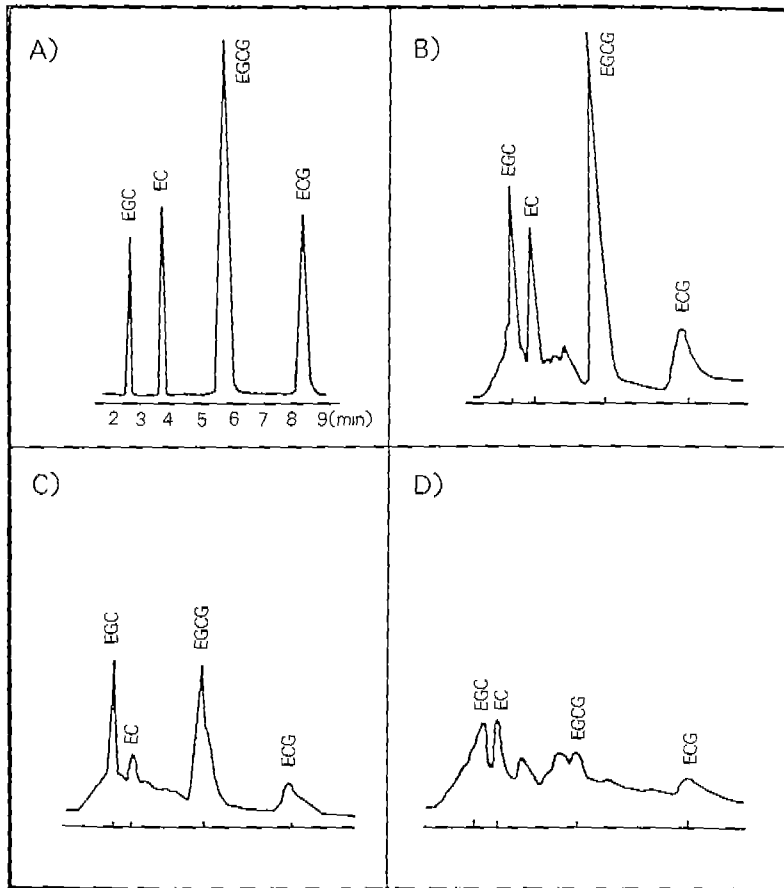 A)
EGC
EC
EGCG
ECG
2 3 4 5 6 7 8 9(min)
B)
EGC
EC
EGCG
ECG
C)
EGC
EC
EGCG
ECG
D)
EGC
EC
EGCG
ECG